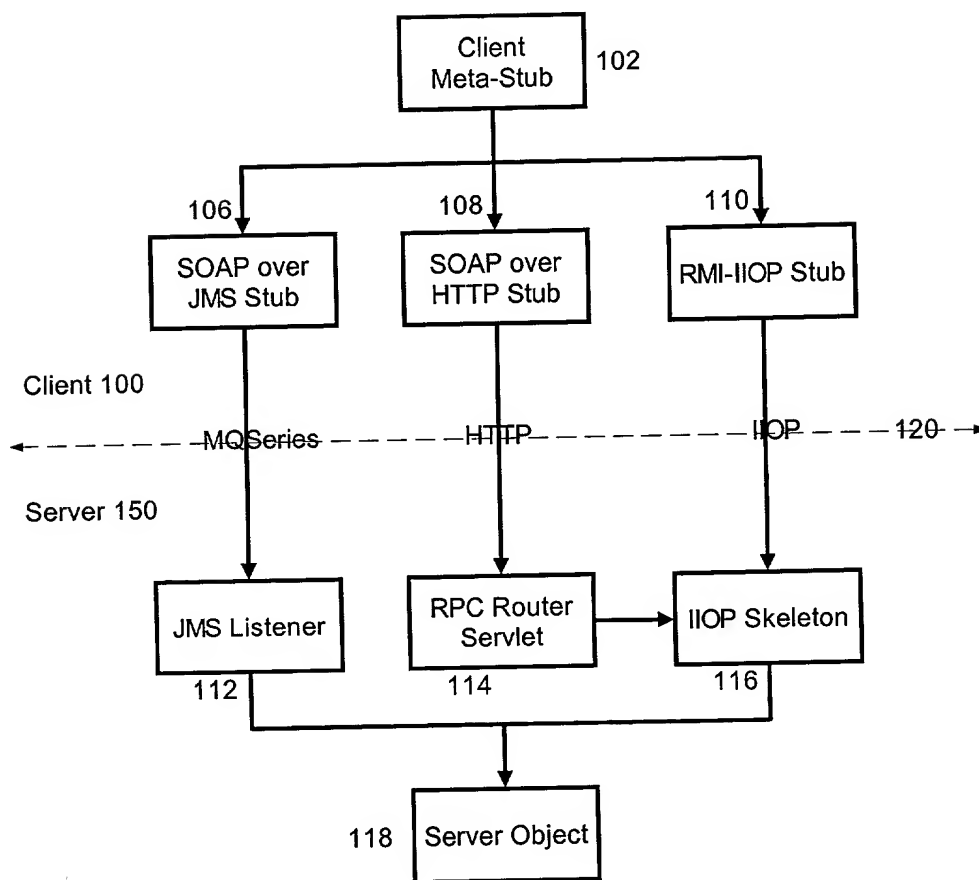 Client
Meta-Stub
102
106
108
110
SOAP over
JMS Stub
SOAP over
HTTP Stub
RMI-IIOP Stub
Client 100
MQSeries
HTTP
IIOP
120
Server 150
JMS Listener
RPC Router
Servlet
IIOP Skeleton
112
114
116
118
Server Object